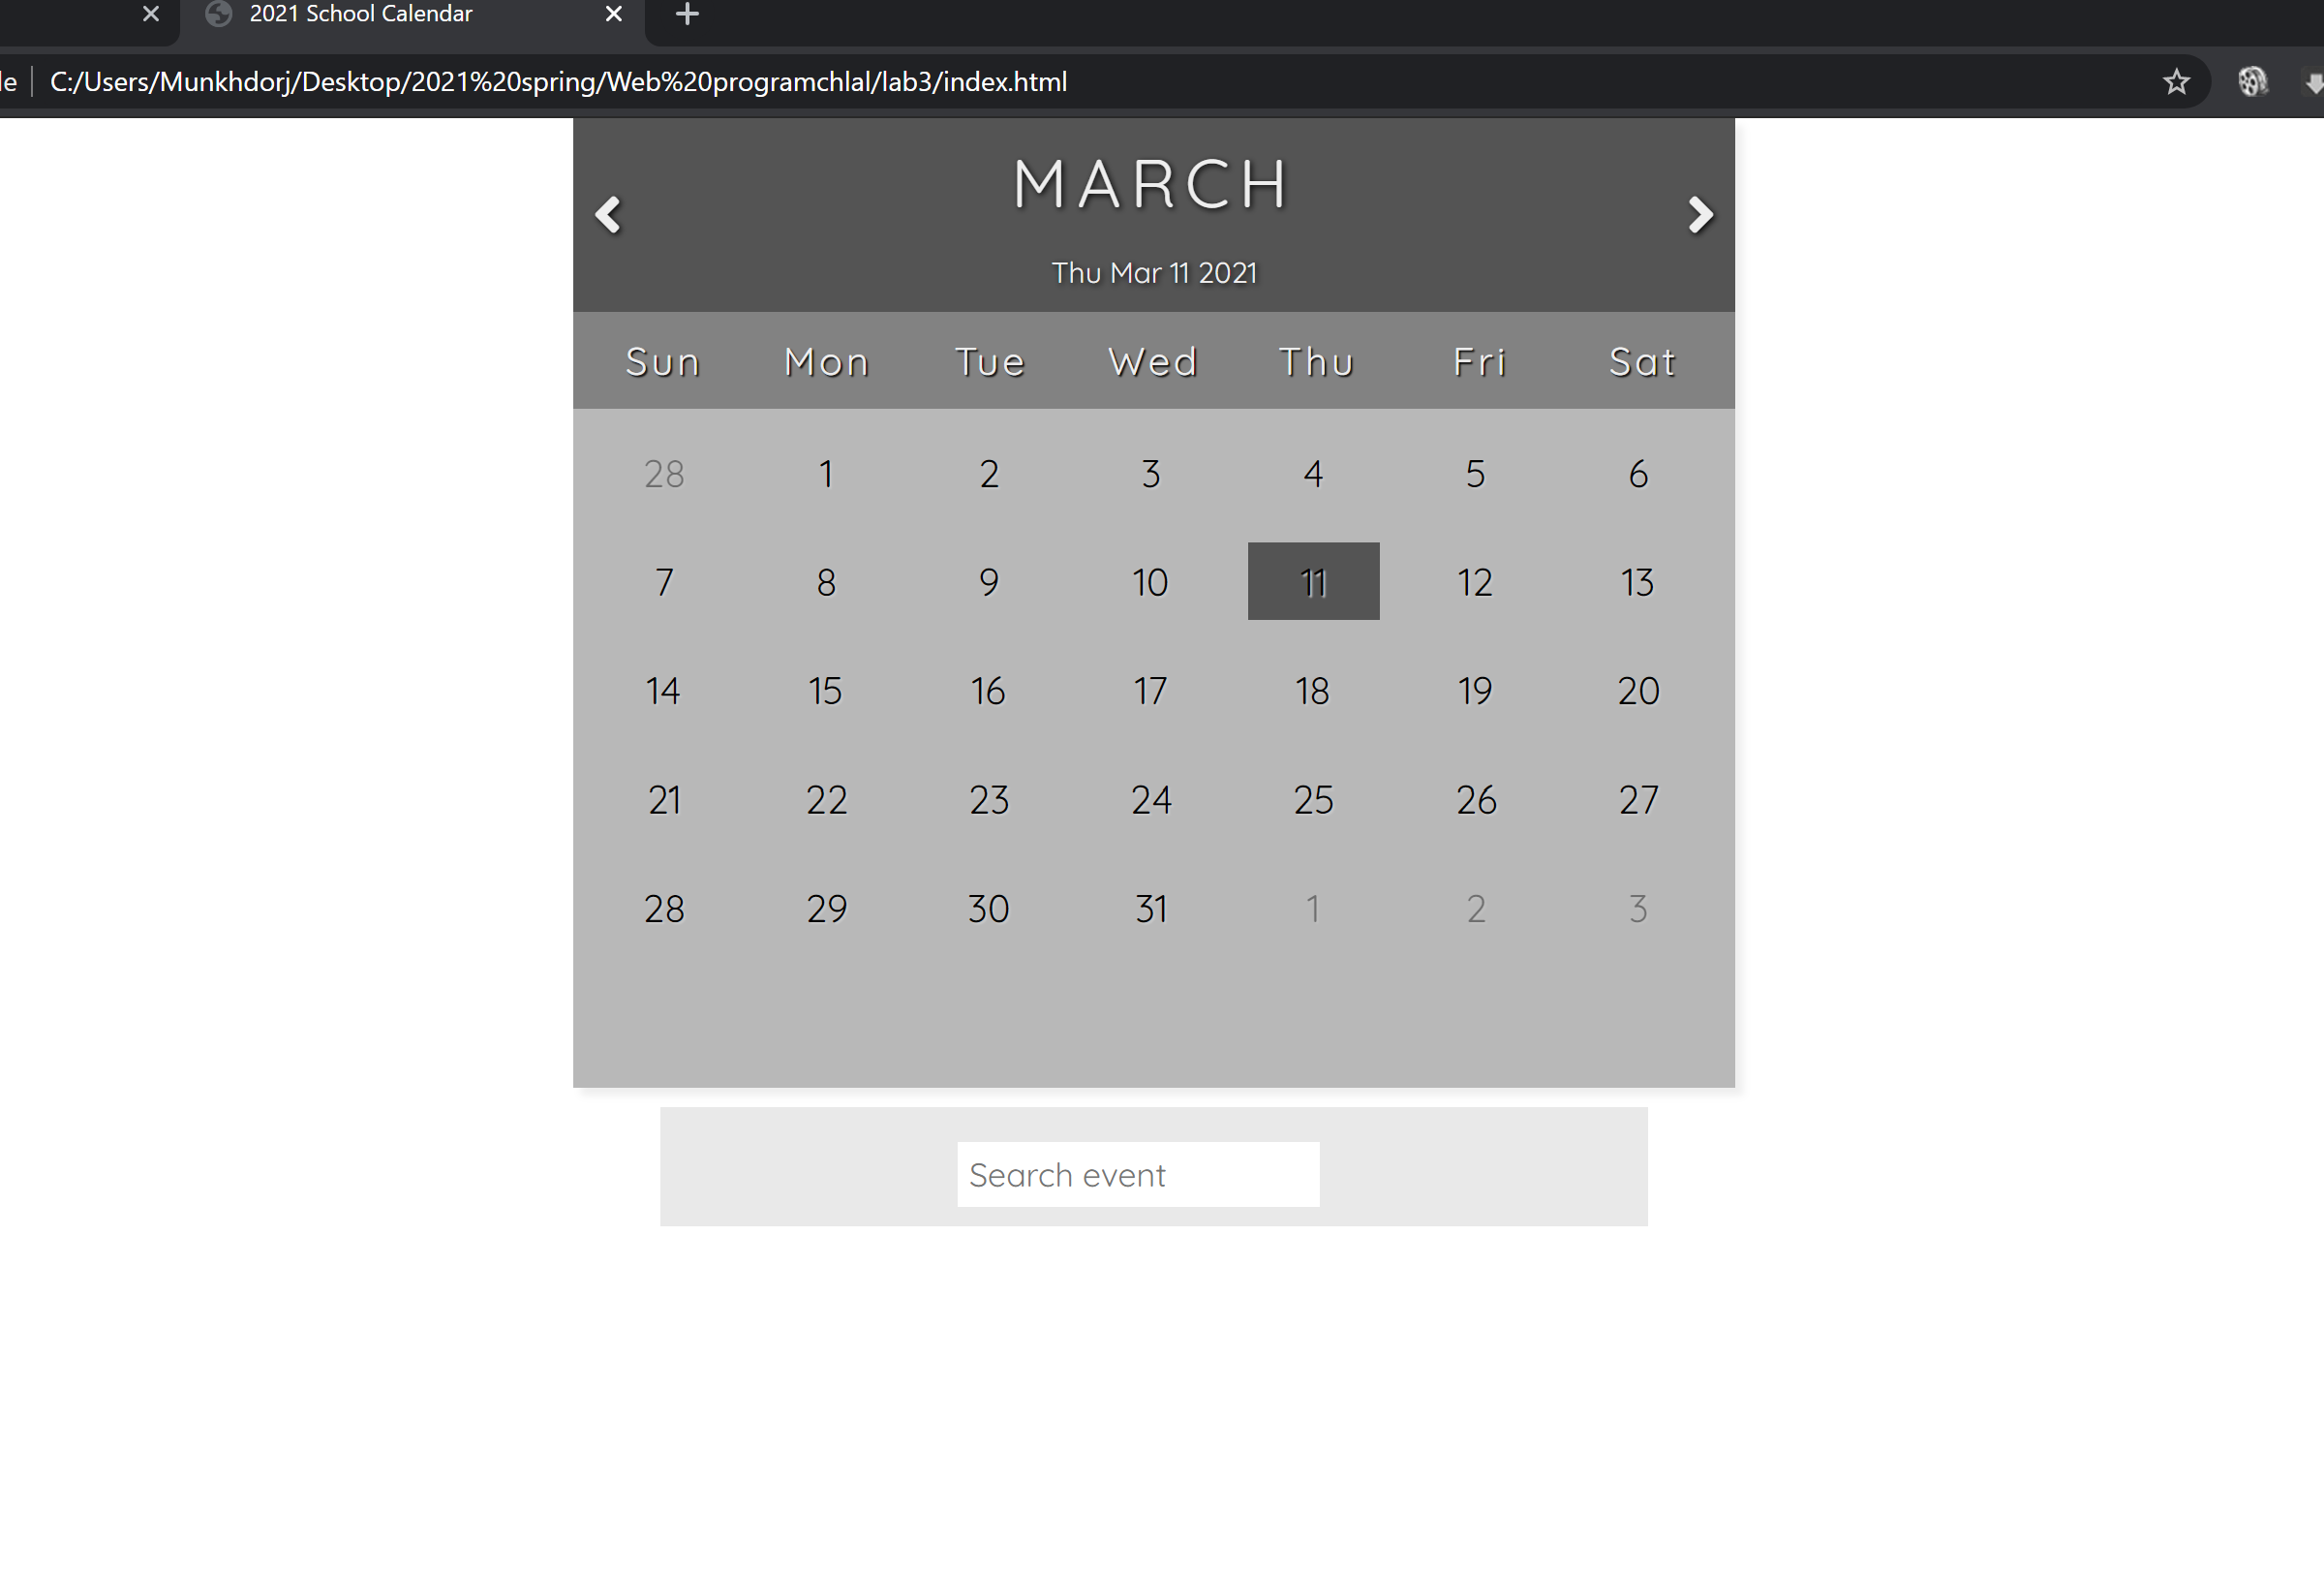 2021 School Calendar
le C:/Users/Munkhdorj/Desktop/2021%20spring/Web%20programchlal/lab3/index.html
MARCH
Thu Mar 11 2021
Sun Mon Tue Wed Thu Fri Sat
28 1 2 3 4 5 6
7 8 9 10 11 12 13
14 15 16 17 18 19 20
21 22 23 24 25 26 27
28 29 30 31 1 2 3
Search event